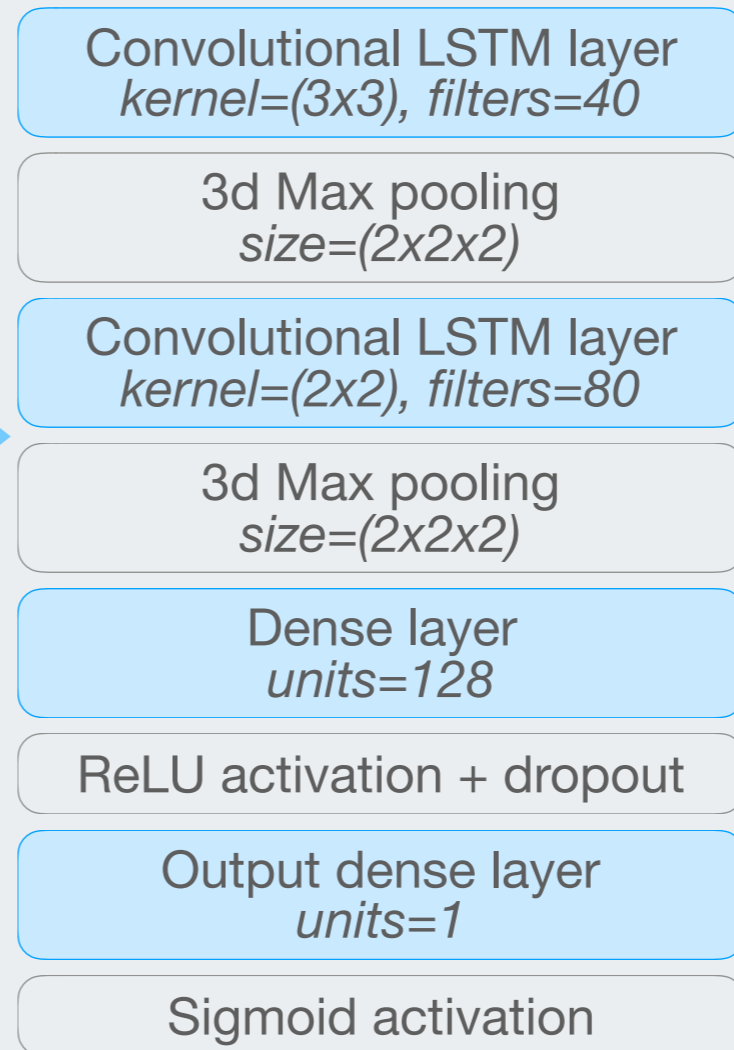 Convolutional LSTM layer
kernel=(3x3), filters=40
3d Max pooling
size=(2x2x2)
Convolutional LSTM layer
kernel=(2x2), filters=80
3d Max pooling
size=(2x2x2)
Dense layer
units=128
ReLU activation + dropout
Output dense layer
units=1
Sigmoid activation